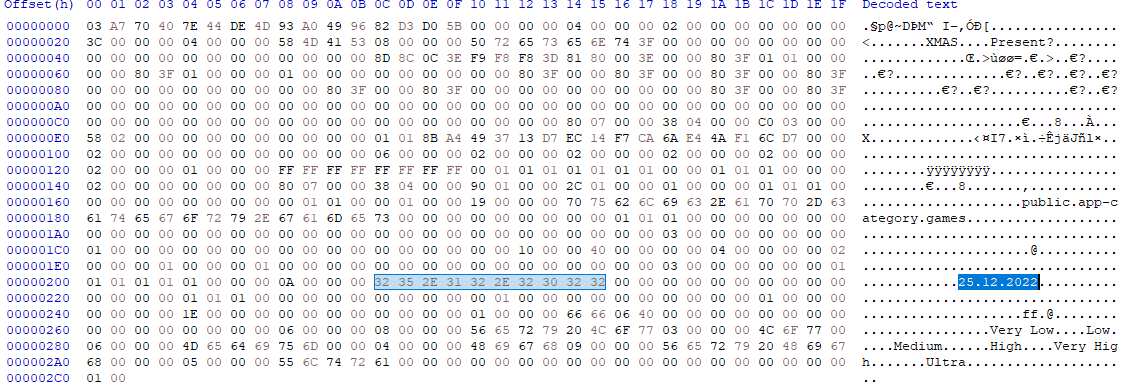 Offset(h) 00 01 02 03 04 05 06 07 08 09 0A 0B 0C 0D 0E 0F 10 11 12 13 14 15 16 17 18 19 1A 1B 1C 1D 1E 1F Decoded text
00000000 03 A7 70 40 7E 44 DE 4D 93 A0 49 96 82 D3 D0 5B 00 00 00 00 04 00 00 00 02 00 00 00 00 00 00 00 .§p@~DÞM“ I–‚ÓÐ[................
00000020 3C 00 00 00 04 00 00 00 58 4D 41 53 08 00 00 00 50 72 65 73 65 6E 74 3F 00 00 00 00 00 00 00 00 <.......XMAS....Present?........
00000040 00 00 00 00 00 00 00 00 00 00 00 00 8D 8C 0C 3E F9 F8 F8 3D 81 80 00 3E 00 00 80 3F 01 01 00 00 .............Œ.>ùøø=.€.>..€?....
00000060 00 00 80 3F 01 00 00 00 01 00 00 00 00 00 00 00 00 00 80 3F 00 00 80 3F 00 00 80 3F 00 00 80 3F ..€?..............€?..€?..€?..€?
00000080 00 00 00 00 00 00 00 00 00 00 80 3F 00 00 80 3F 00 00 00 00 00 00 00 00 00 00 80 3F 00 00 80 3F ..........€?..€?..........€?..€?
000000A0 00 00 00 00 00 00 00 00 00 00 00 00 00 00 00 00 00 00 00 00 00 00 00 00 00 00 00 00 00 00 00 00 ................................
000000C0 00 00 00 00 00 00 00 00 00 00 00 00 00 00 00 00 00 00 00 00 80 07 00 00 38 04 00 00 C0 03 00 00 ....................€...8...À...
000000E0 58 02 00 00 00 00 00 00 00 00 00 00 01 01 8B A4 49 37 13 D7 EC 14 F7 CA 6A E4 4A F1 6C D7 00 00 X.............‹¤I7.×ì.÷ÊjäJñl×..
00000100 02 00 00 00 00 00 00 00 00 00 00 00 06 00 00 00 02 00 00 00 02 00 00 00 02 00 00 00 02 00 00 00 ................................
00000120 00 00 00 00 01 00 00 00 FF FF FF FF FF FF FF FF 00 01 01 01 01 01 01 01 00 01 01 01 00 00 00 00 ........ÿÿÿÿÿÿÿÿ................
00000140 02 00 00 00 00 00 00 00 80 07 00 00 38 04 00 00 90 01 00 00 2C 01 00 00 01 00 00 00 01 01 01 00 ........€...8.......,...........
00000160 00 00 00 00 00 00 00 00 00 01 01 00 00 01 00 00 19 00 00 00 70 75 62 6C 69 63 2E 61 70 70 2D 63 ....................public.app-c
00000180 61 74 65 67 6F 72 79 2E 67 61 6D 65 73 00 00 00 00 00 00 00 00 00 01 01 01 00 00 00 00 00 00 00 ategory.games...................
000001A0 00 00 00 00 00 00 00 00 00 00 00 00 00 00 00 00 00 00 00 00 00 00 00 00 03 00 00 00 00 00 00 00 ................................
000001C0 01 00 00 00 00 00 00 00 00 00 00 00 00 00 00 00 00 00 10 00 00 40 00 00 00 00 04 00 00 00 00 02 .....................@..........
000001E0 00 00 00 01 00 00 00 01 00 00 00 00 00 00 00 00 00 00 00 00 00 00 00 00 03 00 00 00 00 00 00 01 ................................
00000200 01 01 01 01 01 00 00 00 0A 00 00 00 32 35 2E 31 32 2E 32 30 32 32 00 00 00 00 00 00 00 00 00 00 ............25.12.2022..........
00000220 00 00 00 00 01 01 01 00 00 00 00 00 00 00 00 00 00 00 00 00 00 00 00 00 00 00 00 00 01 00 00 00 ................................
00000240 00 00 00 00 1E 00 00 00 00 00 00 00 00 00 00 00 01 00 00 00 66 66 06 40 00 00 00 00 00 00 00 00 ....................ff.@........
00000260 00 00 00 00 00 00 00 00 06 00 00 00 08 00 00 00 56 65 72 79 20 4C 6F 77 03 00 00 00 4C 6F 77 00 ................Very Low....Low.
00000280 06 00 00 00 4D 65 64 69 75 6D 00 00 04 00 00 00 48 69 67 68 09 00 00 00 56 65 72 79 20 48 69 67 ....Medium......High....Very Hig
000002A0 68 00 00 00 05 00 00 00 55 6C 74 72 61 00 00 00 00 00 00 00 00 00 00 00 00 00 00 00 00 00 00 00 h.......Ultra...................
000002C0 01 00 ..